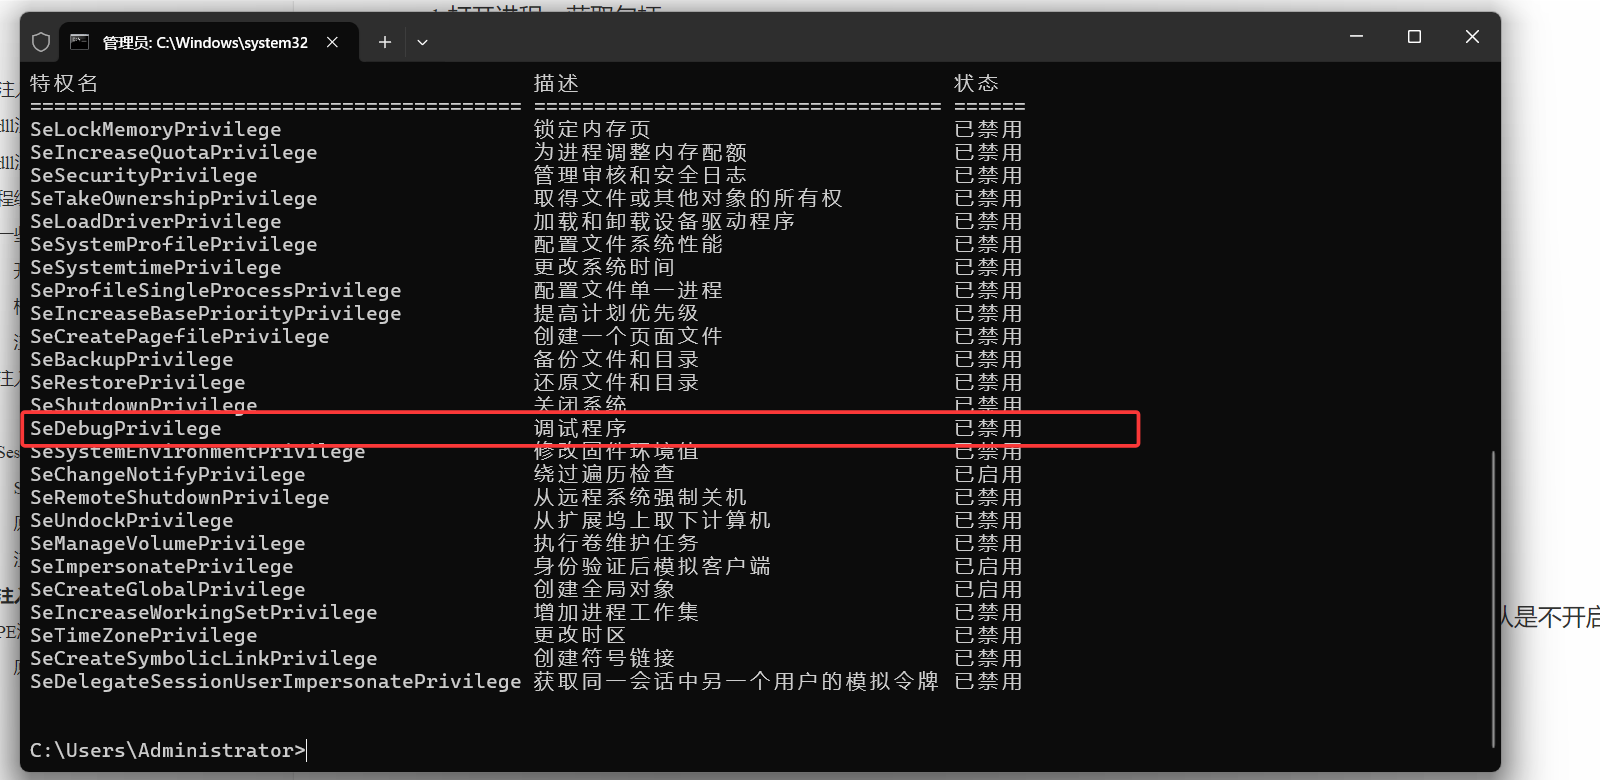 管理员: C:\Windows\system32
特权名 描述 状态
========================================= ================================== ======
SeLockMemoryPrivilege 锁定内存页 已禁用
SeIncreaseQuotaPrivilege 为进程调整内存配额 已禁用
SeSecurityPrivilege 管理审核和安全日志 已禁用
SeTakeOwnershipPrivilege 取得文件或其他对象的所有权 已禁用
SeLoadDriverPrivilege 加载和卸载设备驱动程序 已禁用
SeSystemProfilePrivilege 配置文件系统性能 已禁用
SeSystemtimePrivilege 更改系统时间 已禁用
SeProfileSingleProcessPrivilege 配置文件单一进程 已禁用
SeIncreaseBasePriorityPrivilege 提高计划优先级 已禁用
SeCreatePagefilePrivilege 创建一个页面文件 已禁用
SeBackupPrivilege 备份文件和目录 已禁用
SeRestorePrivilege 还原文件和目录 已禁用
SeShutdownPrivilege 关闭系统 已禁用
SeDebugPrivilege 调试程序 已禁用
SeSystemEnvironmentPrivilege 修改固件环境值 已禁用
SeChangeNotifyPrivilege 绕过遍历检查 已启用
SeRemoteShutdownPrivilege 从远程系统强制关机 已禁用
SeUndockPrivilege 从扩展坞上取下计算机 已禁用
SeManageVolumePrivilege 执行卷维护任务 已禁用
SeImpersonatePrivilege 身份验证后模拟客户端 已启用
SeCreateGlobalPrivilege 创建全局对象 已启用
SeIncreaseWorkingSetPrivilege 增加进程工作集 已禁用
SeTimeZonePrivilege 更改时区 已禁用
SeCreateSymbolicLinkPrivilege 创建符号链接 已禁用
SeDelegateSessionUserImpersonatePrivilege 获取同一会话中另一个用户的模拟令牌 已禁用
C:\Users\Administrator>
是不开启